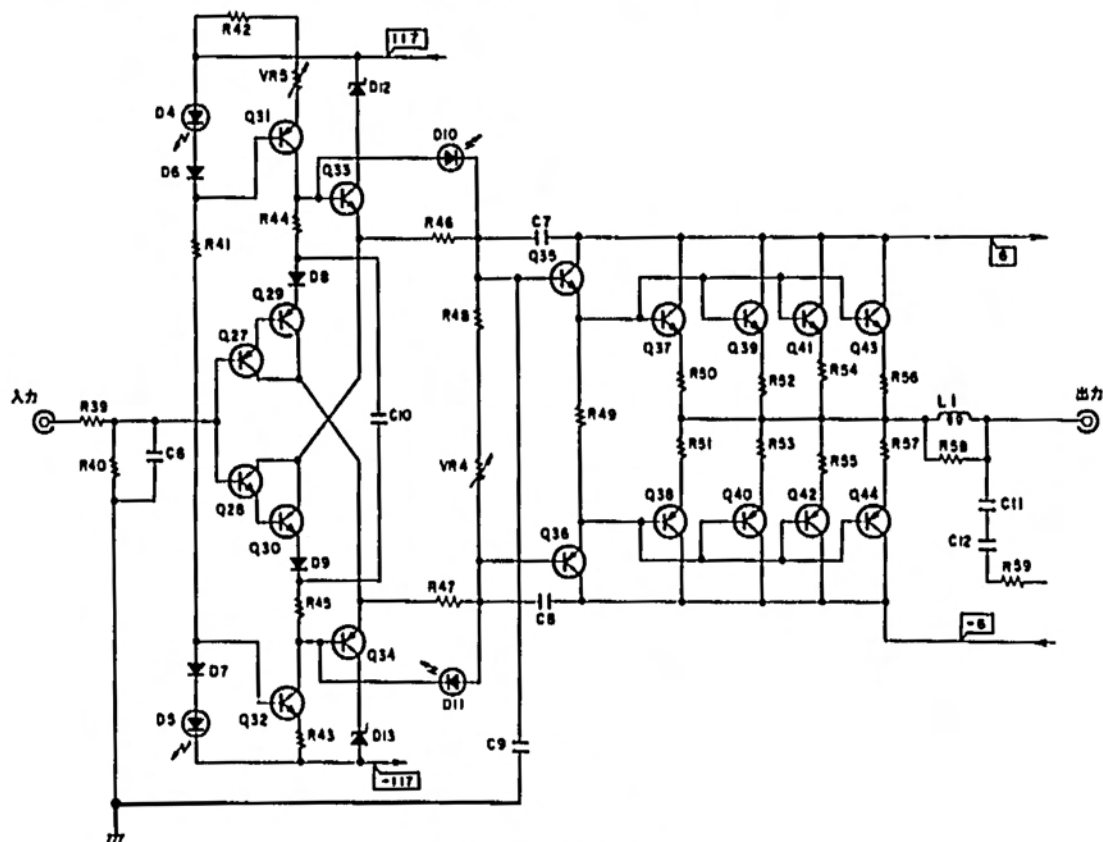 R42
117
VR5
D12
D4
Q31
D10
D6
Q33
R44
R46
C7
R41
Q35
6
D8
Q29
R48
Q27
Q37
Q39
Q41
Q43
R50
R52
R54
R56
入力
R39
C10
R49
L1
出力
R40
C6
R51
R53
R57
R58
VR4
R55
Q28
Q38
Q40
Q42
Q44
C11
Q30
Q36
C12
D9
R59
R45
R47
C8
-6
Q34
D7
D11
Q32
D5
R43
D13
C9
-117